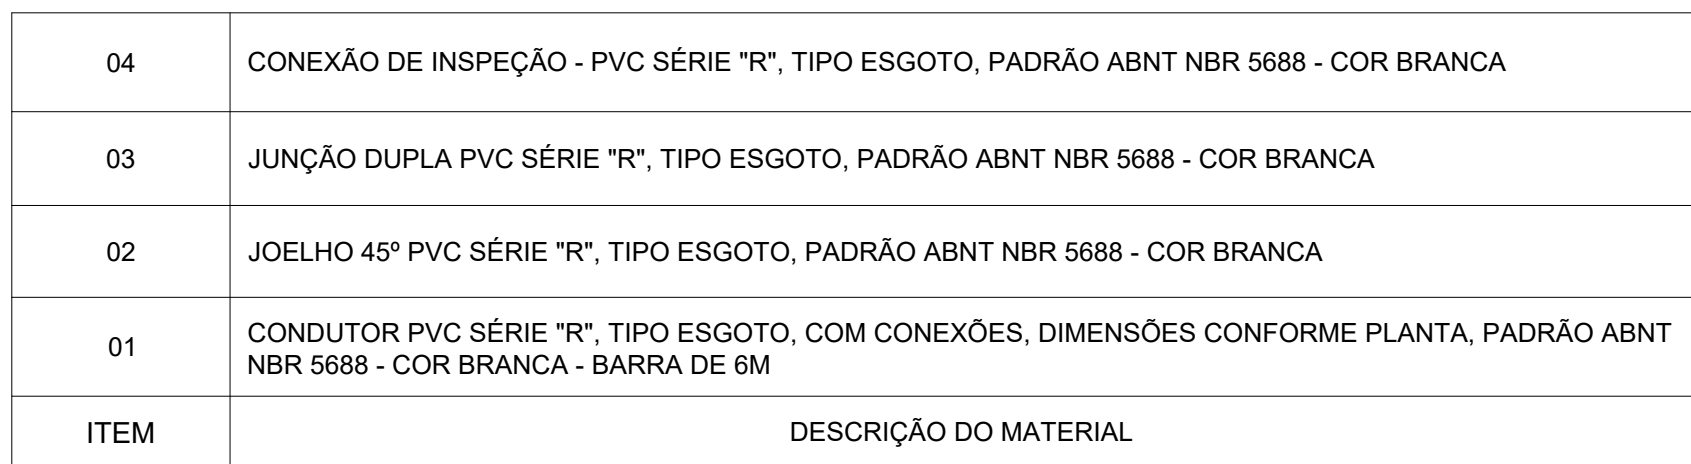 04 CONEXÃO DE INSPEÇÃO - PVC SÉRIE "R", TIPO ESGOTO, PADRÃO ABNT NBR 5688 - COR BRANCA
03 JUNÇÃO DUPLA PVC SÉRIE "R", TIPO ESGOTO, PADRÃO ABNT NBR 5688 - COR BRANCA
02 JOELHO 45º PVC SÉRIE "R", TIPO ESGOTO, PADRÃO ABNT NBR 5688 - COR BRANCA
01 CONDUTOR PVC SÉRIE "R", TIPO ESGOTO, COM CONEXÕES, DIMENSÕES CONFORME PLANTA, PADRÃO ABNT
NBR 5688 - COR BRANCA - BARRA DE 6M
ITEM DESCRIÇÃO DO MATERIAL